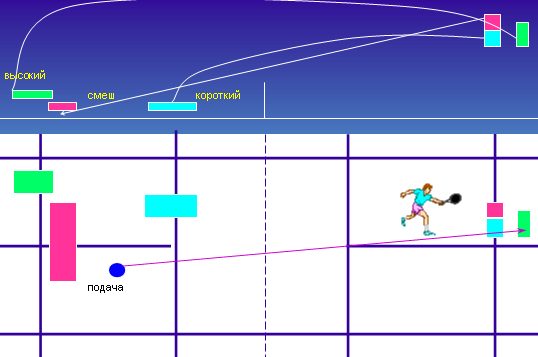 высокий
смеш
короткий
подача